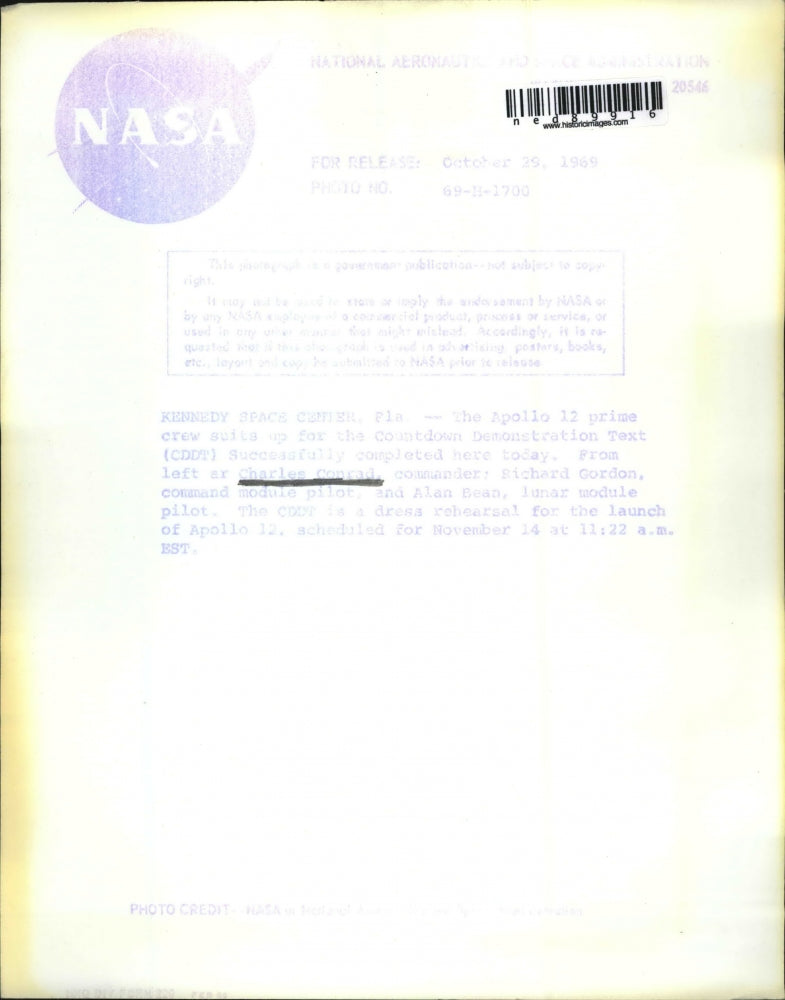 NASA
NATIONAL AERONAUTICS AND SPACE ADMINISTRATION
20546
ned89916
www.historicimages.com
FOR RELEASE: October 29, 1969
PHOTO NO. 69-H-1700
This photograph is a government publication--not subject to copy-
right.
It may not be used to state or imply the endorsement by NASA or
by any NASA employee of a commercial product, process or service, or
used in any other manner that might mislead. Accordingly, it is re-
quested that if this photograph is used in advertising, posters, books,
etc., layout and copy be submitted to NASA prior to release.
KENNEDY SPACE CENTER, Fla. -- The Apollo 12 prime
crew suits up for the Countdown Demonstration Text
(CDDT) Successfully completed here today. From
left ar Charles Conrad, commander; Richard Gordon,
command module pilot, and Alan Bean, lunar module
pilot. The CDDT is a dress rehearsal for the launch
of Apollo 12, scheduled for November 14 at 11:22 a.m.
EST.
PHOTO CREDIT- NASA or National